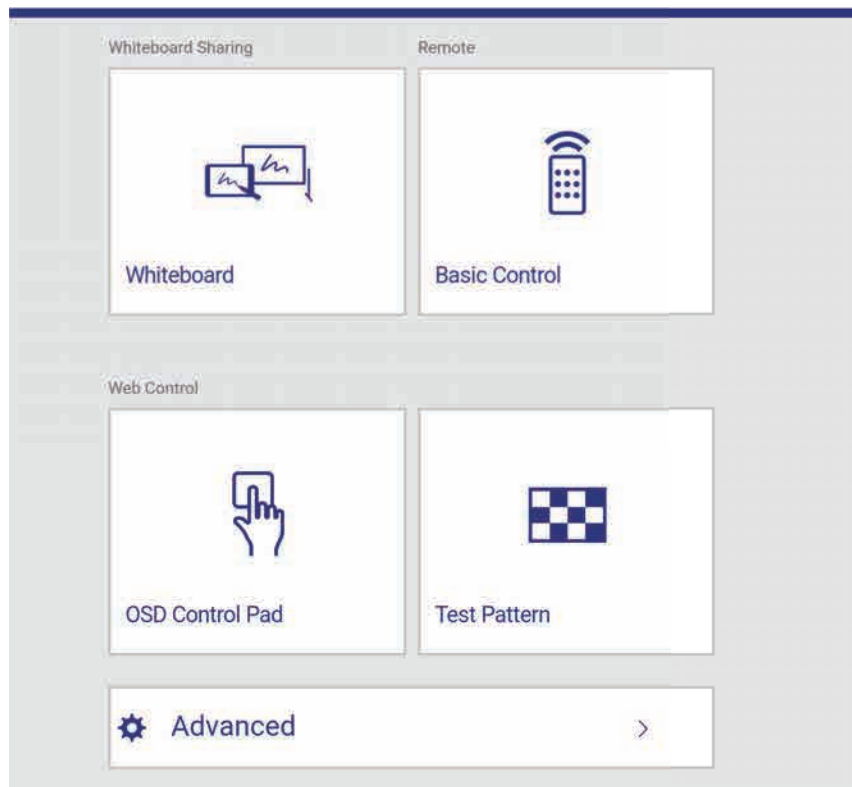 Whiteboard Sharing
Remote
Whiteboard
Basic Control
Web Control
OSD Control Pad
Test Pattern
Advanced